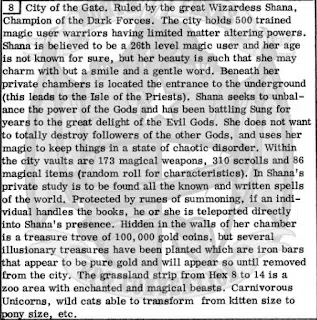 8 City of the Gate. Ruled by the great Wizardess Shana,
Champion of the Dark Forces. The city holds 500 trained
magic user warriors having limited matter altering powers.
Shana is believed to be a 26th level magic user and her age
is not known for sure, but her beauty is such that she may
charm with but a smile and a gentle word. Beneath her
private chambers is located the entrance to the underground
(this leads to the Isle of the Priests). Shana seeks to unbal-
ance the power of the Gods and has been battling Sung for
years to the great delight of the Evil Gods. She does not want
to totally destroy followers of the other Gods, and uses her
magic to keep things in a state of chaotic disorder. Within
the city vaults are 173 magical weapons, 310 scrolls and 86
magical items (random roll for characteristics). In Shana's
private study is to be found all the known and written spells
of the world. Protected by runes of summoning, if an indi-
vidual handles the books, he or she is teleported directly
into Shana's presence. Hidden in the walls of her chamber
is a treasure trove of 100,000 gold coins, but several
illusionary treasures have been planted which are iron bars
that appear to be pure gold and will appear so until removed
from the city. The grassland strip from Hex 8 to 14 is a
zoo area with enchanted and magical beasts. Carnivorous
Unicorns, wild cats able to transform from kitten size to
pony size, etc.